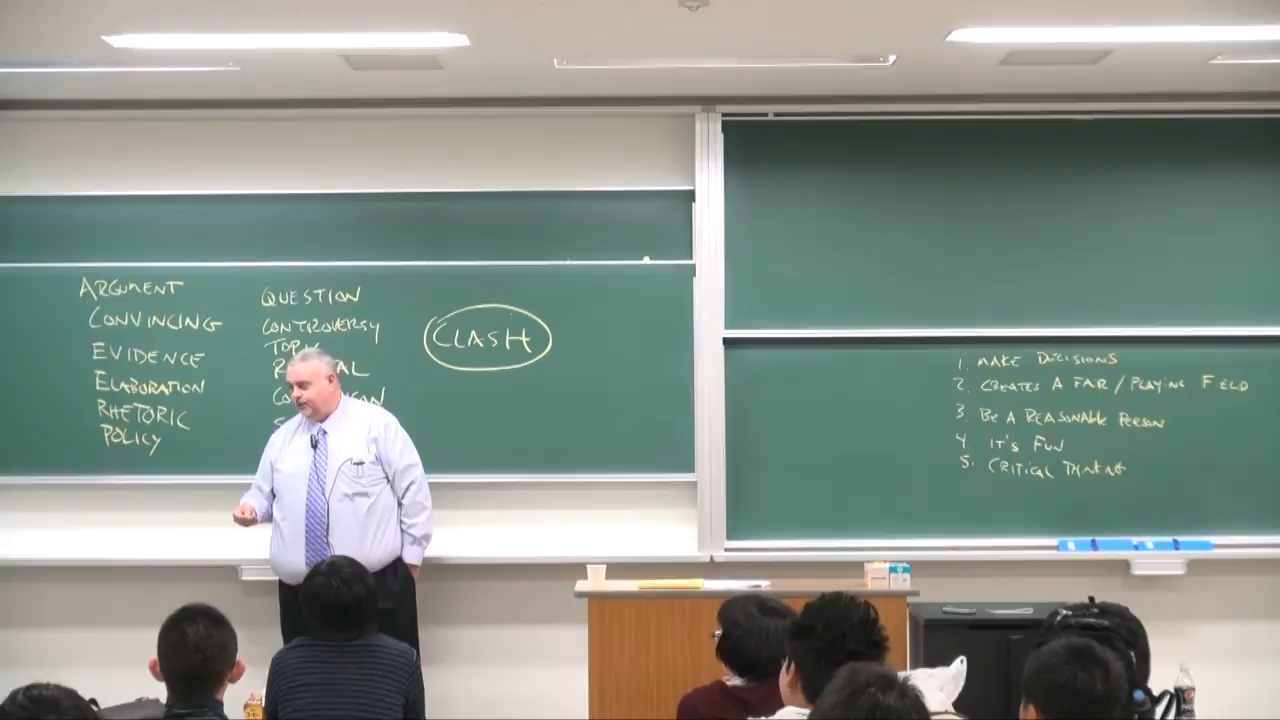 ARGUMENT
CONVINCING
EVIDENCE
ELABORATION
RHETORIC
POLICY
QUESTION
CONTROVERSY
CLASH
1. MAKE DECISIONS
2. CREATES A FAR/PLAYING FIELD
3. BE A REASONABLE PERSON
4. IT'S FUN
5. CRITICAL THINKING